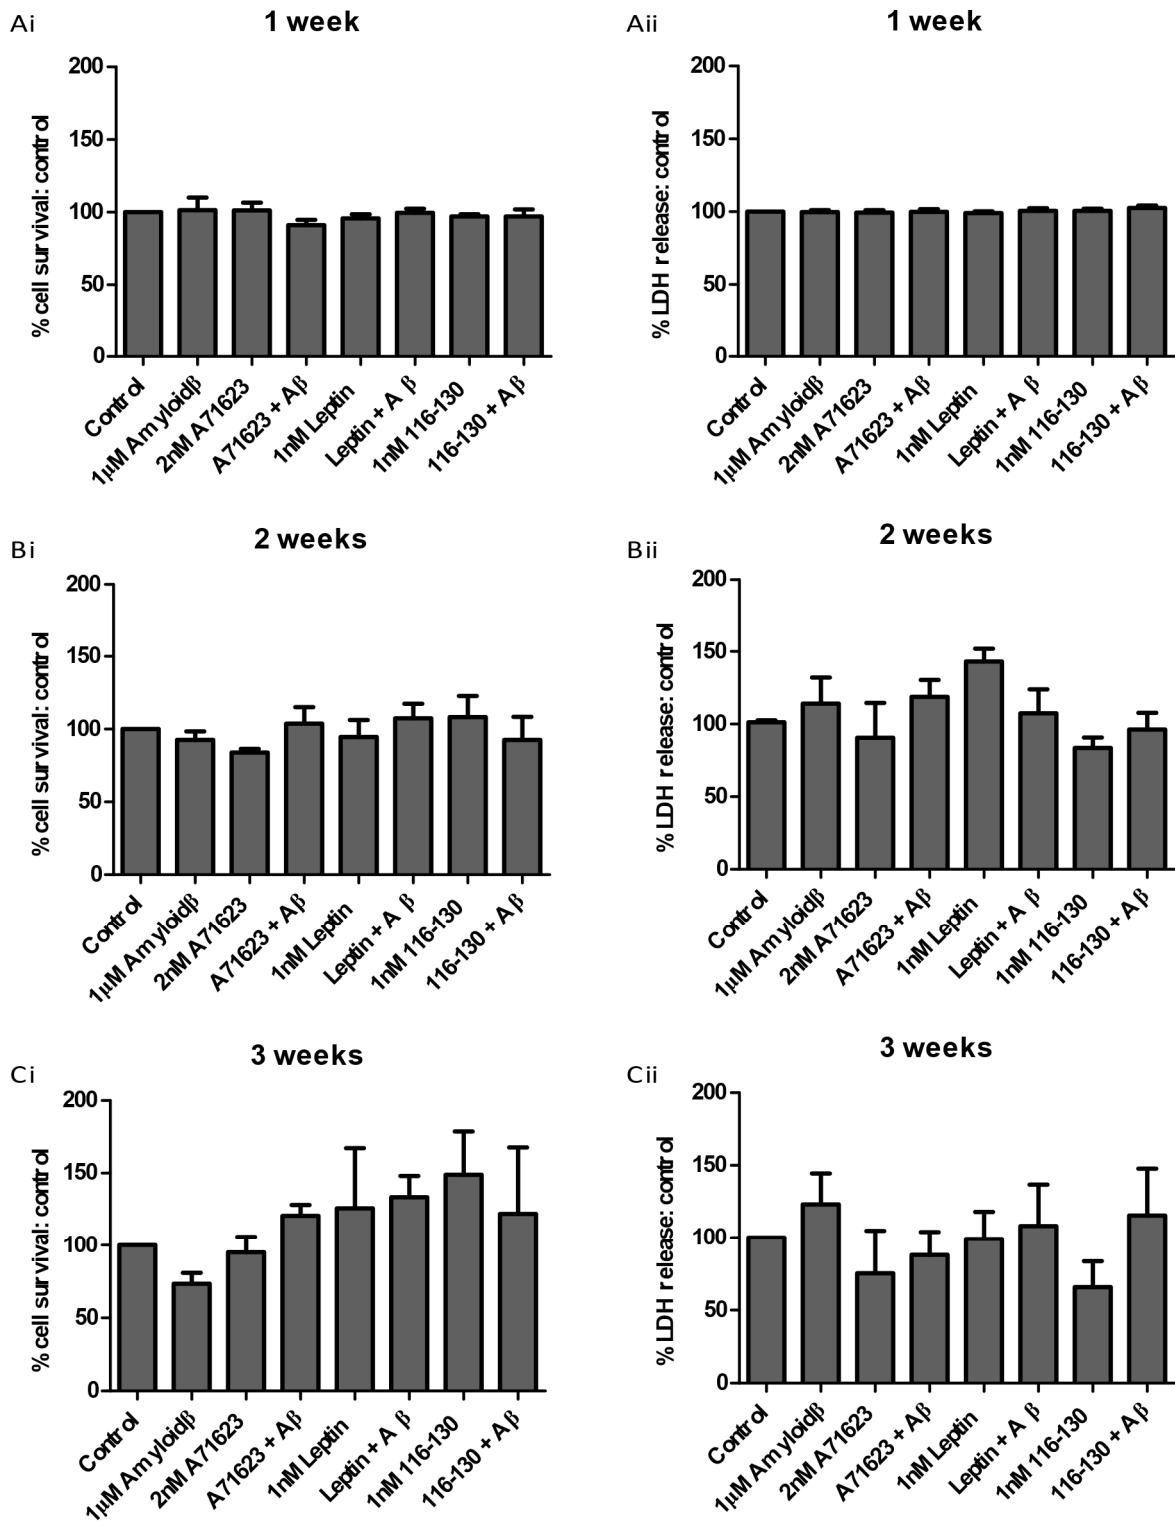 Ai
1 week
% cell survival: control
200
150
100
50
0
Control
1μM Amyloidβ
2nM A71623
A71623 + Aβ
1nM Leptin
Leptin + A β
1nM 116-130
116-130 + Aβ
Aii
1 week
% LDH release: control
200
150
100
50
0
Control
1μM Amyloidβ
2nM A71623
A71623 + Aβ
1nM Leptin
Leptin + A β
1nM 116-130
116-130 + Aβ
Bi
2 weeks
% cell survival: control
200
150
100
50
0
Control
1μM Amyloidβ
2nM A71623
A71623 + Aβ
1nM Leptin
Leptin + A β
1nM 116-130
116-130 + Aβ
Bii
2 weeks
% LDH release: control
200
150
100
50
0
Control
1μM Amyloidβ
2nM A71623
A71623 + Aβ
1nM Leptin
Leptin + A β
1nM 116-130
116-130 + Aβ
Ci
3 weeks
% cell survival: control
200
150
100
50
0
Control
1μM Amyloidβ
2nM A71623
A71623 + Aβ
1nM Leptin
Leptin + A β
1nM 116-130
116-130 + Aβ
Cii
3 weeks
% LDH release: control
200
150
100
50
0
Control
1μM Amyloidβ
2nM A71623
A71623 + Aβ
1nM Leptin
Leptin + A β
1nM 116-130
116-130 + Aβ